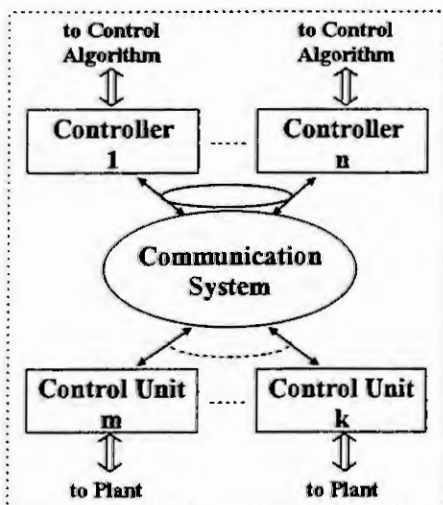 to Control to Control
Algorithm Algorithm
Controller Controller
1 ...... n
Communication
System
Control Unit Control Unit
m ...... k
to Plant to Plant